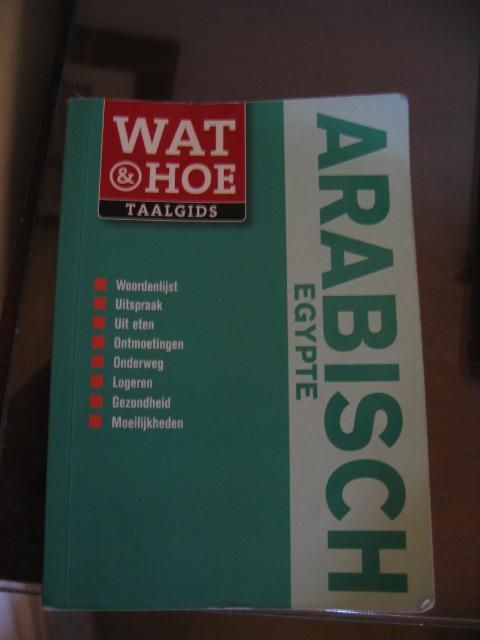 WAT
& HOE
TAALGIDS
Woordenlijst
Uitspraak
Uit eten
Ontmoetingen
Onderweg
Logeren
Gezondheid
Moeilijkheden
ARABISCH
EGYPTE